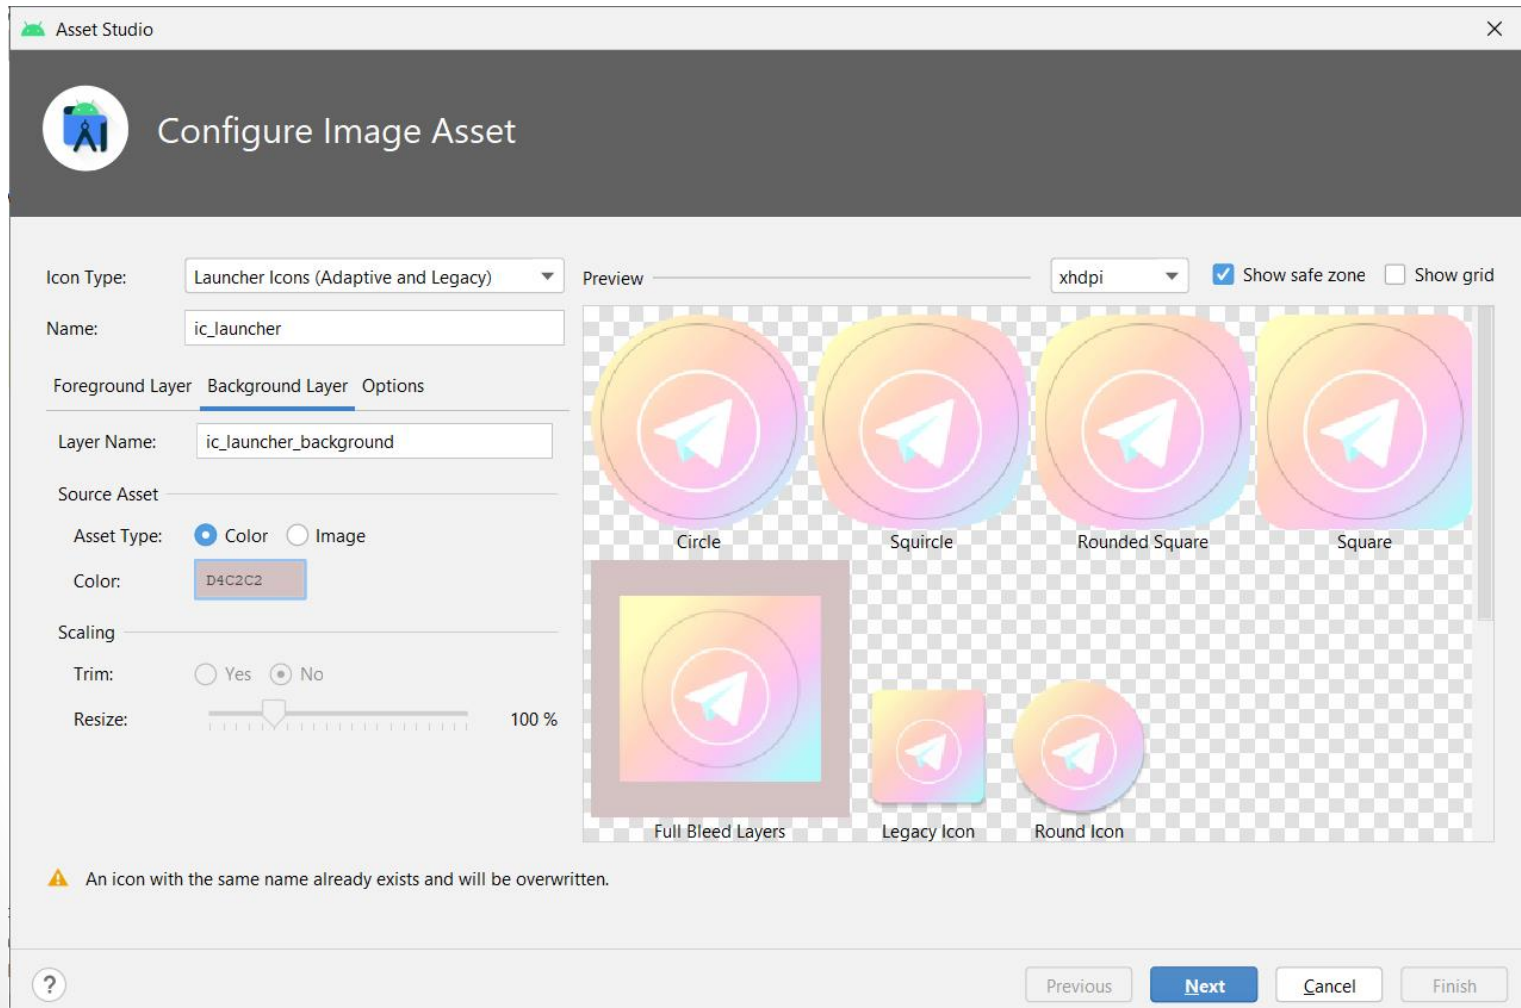 Asset Studio
Configure Image Asset
Icon Type: Launcher Icons (Adaptive and Legacy)
Name: ic_launcher
Foreground Layer Background Layer Options
Layer Name: ic_launcher_background
Source Asset
Asset Type: Color Image
Color: D4C2C2
Scaling
Trim: Yes No
Resize: 100 %
Preview xhdpi Show safe zone Show grid
Circle Squircle Rounded Square Square
Full Bleed Layers Legacy Icon Round Icon
An icon with the same name already exists and will be overwritten.
? Previous Next Cancel Finish